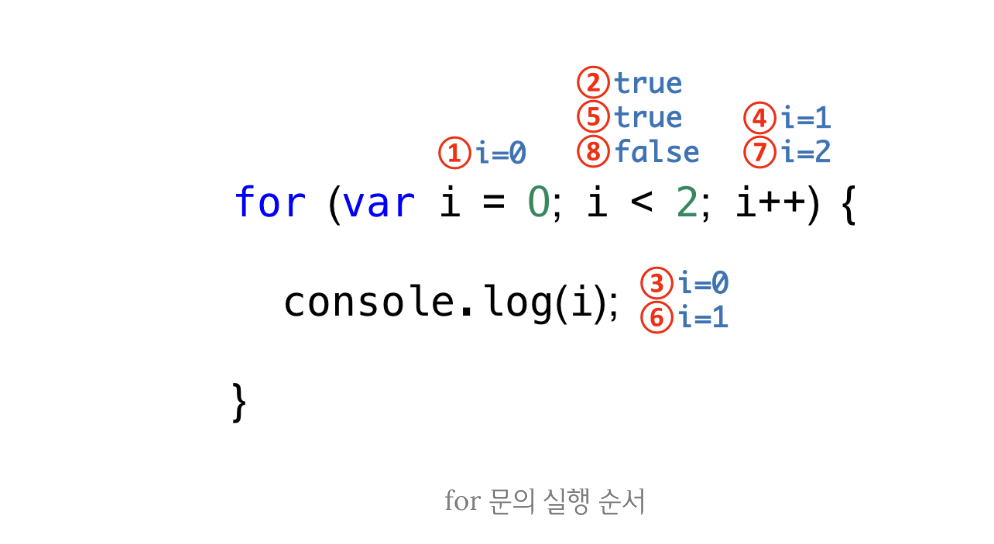 ②true
⑤true ④i=1
①i=0 ⑧false ⑦i=2
for (var i = 0; i < 2; i++) {
console.log(i); ③i=0
⑥i=1
}
for 문의 실행 순서